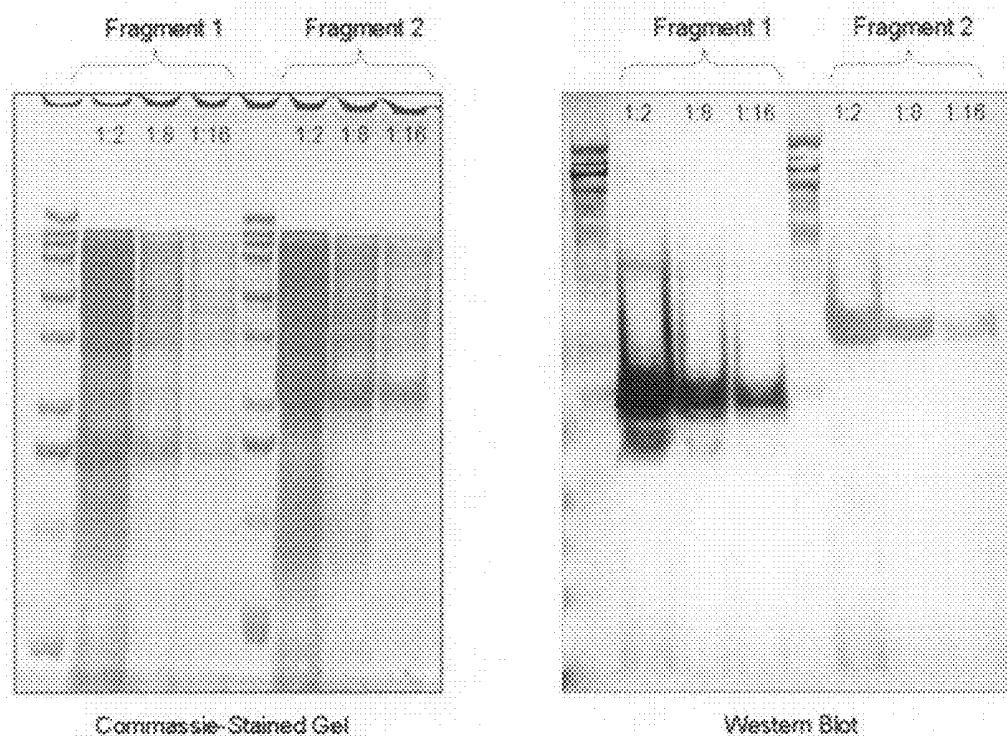 Fragment 1 Fragment 2
1:2 1:8 1:16 1:2 1:8 1:16
Commassie-Stained Gel
Fragment 1 Fragment 2
1:2 1:8 1:16 1:2 1:8 1:16
Western Blot